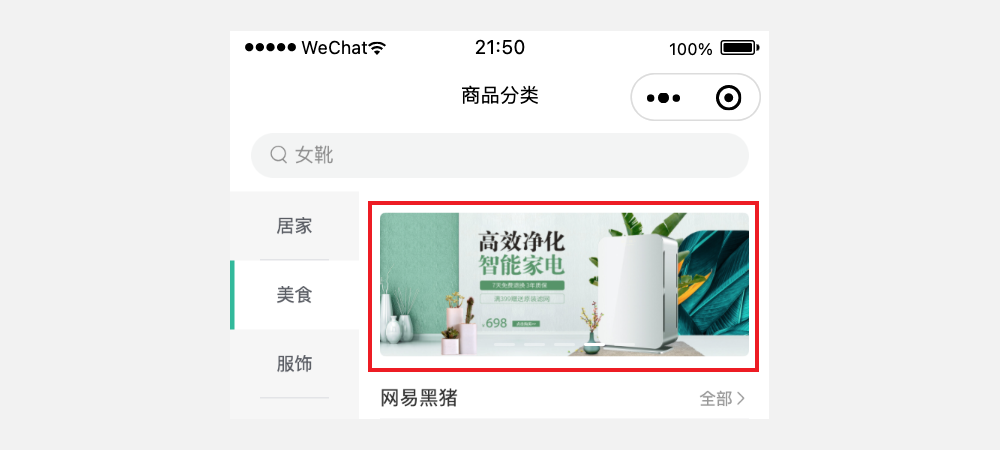 ●●●●● WeChat
21:50
100%
商品分类
女靴
居家
美食
服饰
高效净化
智能家电
7天免费退换 3年质保
¥698
网易黑猪
全部 >